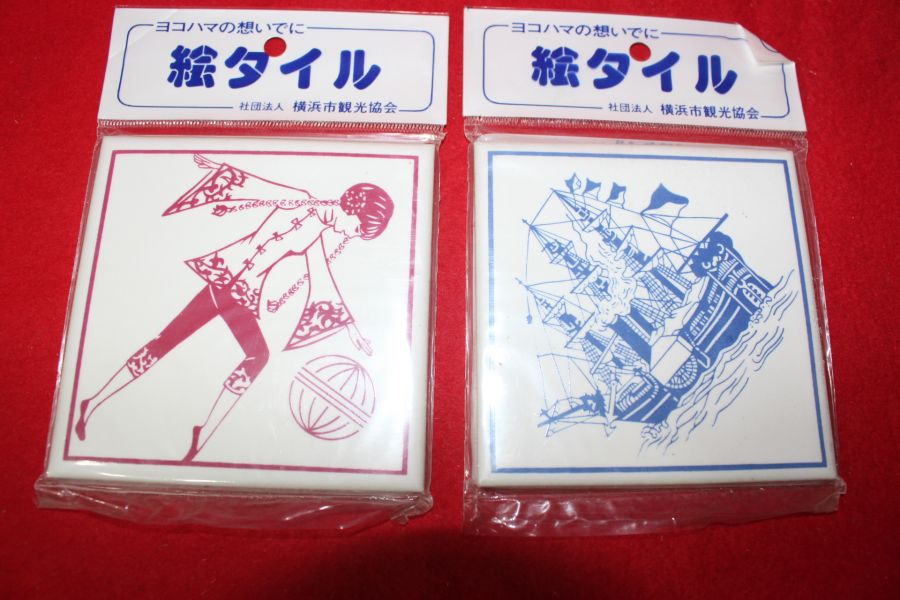 ヨコハマの想いでに
絵タイル
社団法人 横浜市観光協会
ヨコハマの想いでに
絵タイル
社団法人 横浜市観光協会